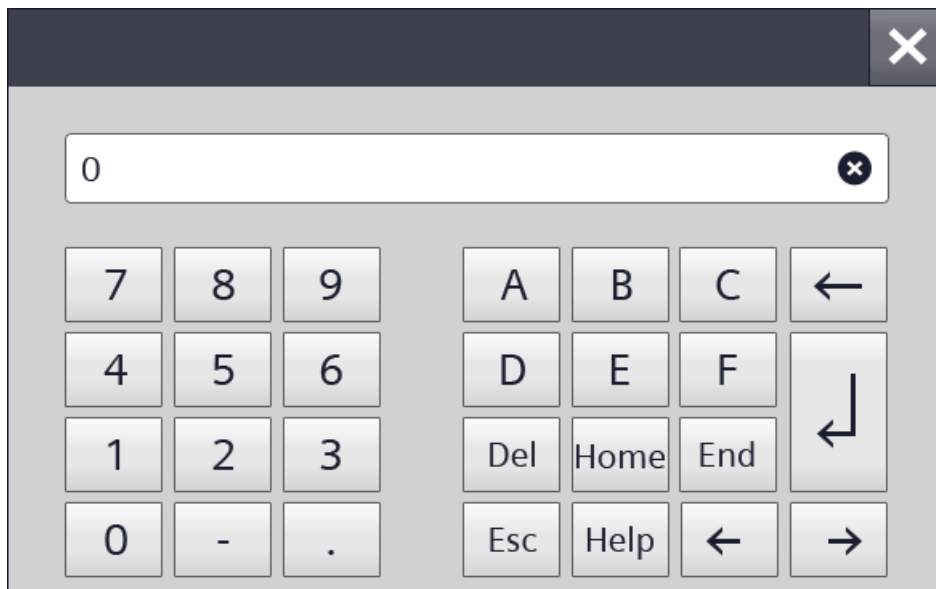 0
7 8 9 A B C ←
4 5 6 D E F ↵
1 2 3 Del Home End
0 - . Esc Help ← →